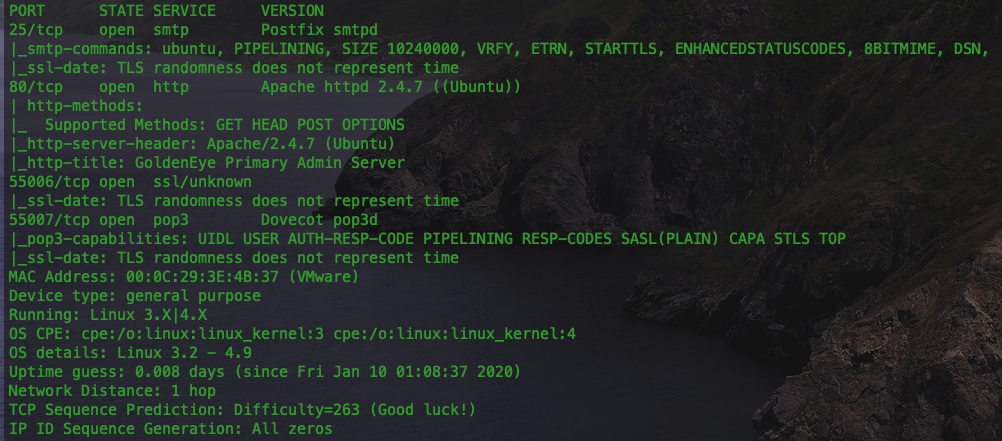 PORT      STATE SERVICE     VERSION
25/tcp    open  smtp        Postfix smtpd
|_smtp-commands: ubuntu, PIPELINING, SIZE 10240000, VRFY, ETRN, STARTTLS, ENHANCEDSTATUSCODES, 8BITMIME, DSN,
|_ssl-date: TLS randomness does not represent time
80/tcp    open  http        Apache httpd 2.4.7 ((Ubuntu))
| http-methods:
|_  Supported Methods: GET HEAD POST OPTIONS
|_http-server-header: Apache/2.4.7 (Ubuntu)
|_http-title: GoldenEye Primary Admin Server
55006/tcp open  ssl/unknown
|_ssl-date: TLS randomness does not represent time
55007/tcp open  pop3        Dovecot pop3d
|_pop3-capabilities: UIDL USER AUTH-RESP-CODE PIPELINING RESP-CODES SASL(PLAIN) CAPA STLS TOP
|_ssl-date: TLS randomness does not represent time
MAC Address: 00:0C:29:3E:4B:37 (VMware)
Device type: general purpose
Running: Linux 3.X|4.X
OS CPE: cpe:/o:linux:linux_kernel:3 cpe:/o:linux:linux_kernel:4
OS details: Linux 3.2 - 4.9
Uptime guess: 0.008 days (since Fri Jan 10 01:08:37 2020)
Network Distance: 1 hop
TCP Sequence Prediction: Difficulty=263 (Good luck!)
IP ID Sequence Generation: All zeros